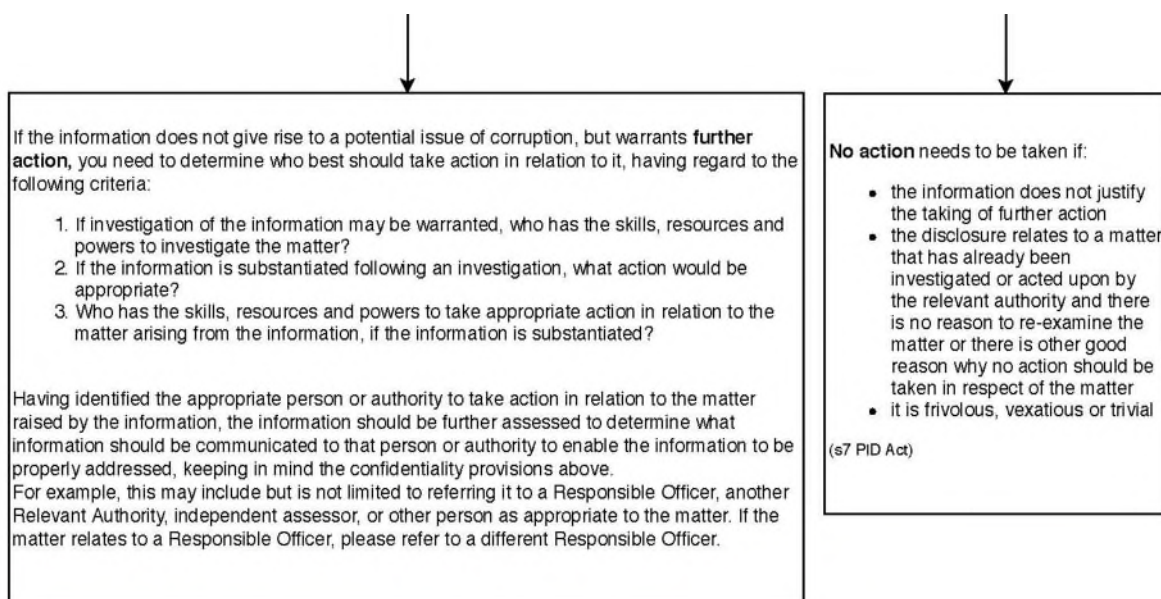 If the information does not give rise to a potential issue of corruption, but warrants further
action, you need to determine who best should take action in relation to it, having regard to the
following criteria:
1. If investigation of the information may be warranted, who has the skills, resources and
powers to investigate the matter?
2. If the information is substantiated following an investigation, what action would be
appropriate?
3. Who has the skills, resources and powers to take appropriate action in relation to the
matter arising from the information, if the information is substantiated?
Having identified the appropriate person or authority to take action in relation to the matter
raised by the information, the information should be further assessed to determine what
information should be communicated to that person or authority to enable the information to be
properly addressed, keeping in mind the confidentiality provisions above.
For example, this may include but is not limited to referring it to a Responsible Officer, another
Relevant Authority, independent assessor, or other person as appropriate to the matter. If the
matter relates to a Responsible Officer, please refer to a different Responsible Officer.
No action needs to be taken if:
• the information does not justify
the taking of further action
• the disclosure relates to a matter
that has already been
investigated or acted upon by
the relevant authority and there
is no reason to re-examine the
matter or there is other good
reason why no action should be
taken in respect of the matter
• it is frivolous, vexatious or trivial
(s7 PID Act)